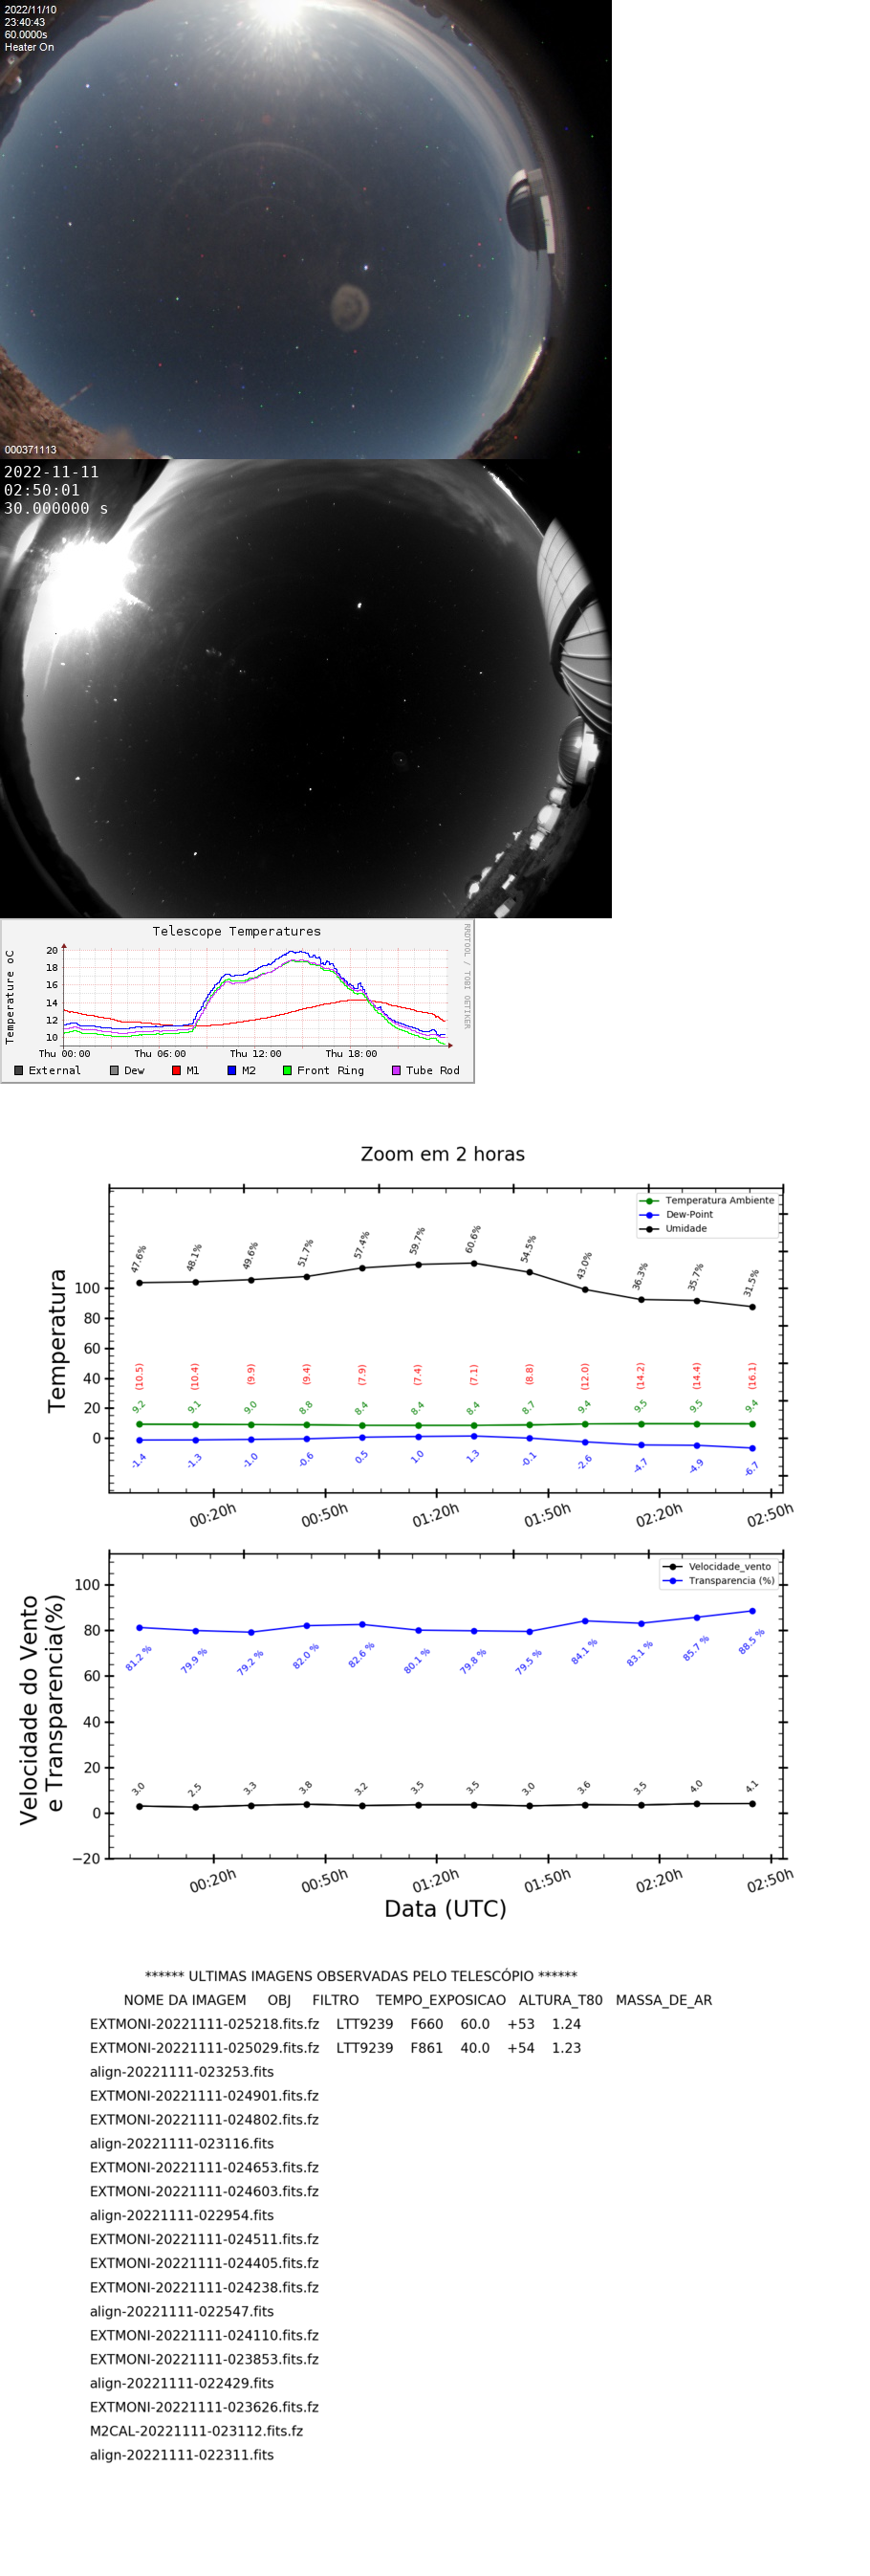 2022/11/10
23:40:43
60.0000s
Heater On
000371113
2022-11-11
02:50:01
30.000000 s
Telescope Temperatures
RRDTOOL / TOBI OETIKER
Temperature oC
20
18
16
14
12
10
Thu 00:00 Thu 06:00 Thu 12:00 Thu 18:00
External Dew M1 M2 Front Ring Tube Rod
Zoom em 2 horas
Temperatura Ambiente
Dew-Point
Umidade
Temperatura
100
80
60
40
20
0
47.6% 48.1% 49.6% 51.7% 57.4% 59.7% 60.6% 54.5% 43.0% 36.3% 35.7% 31.5%
(10.5) (10.4) (9.9) (9.4) (7.9) (7.4) (7.1) (8.8) (12.0) (14.2) (14.4) (16.1)
9.2 9.1 9.0 8.8 8.4 8.4 8.4 8.7 9.4 9.5 9.5 9.4
-1.4 -1.3 -1.0 -0.6 0.5 1.0 1.3 -0.1 -2.6 -4.7 -4.9 -6.7
00:20h 00:50h 01:20h 01:50h 02:20h 02:50h
Velocidade_vento
Transparencia (%)
Velocidade do Vento
e Transparencia(%)
100
80
60
40
20
0
−20
81.2 % 79.9 % 79.2 % 82.0 % 82.6 % 80.1 % 79.8 % 79.5 % 84.1 % 83.1 % 85.7 % 88.5 %
3.0 2.5 3.3 3.8 3.2 3.5 3.5 3.0 3.6 3.5 4.0 4.1
00:20h 00:50h 01:20h 01:50h 02:20h 02:50h
Data (UTC)
****** ULTIMAS IMAGENS OBSERVADAS PELO TELESCÓPIO ******
NOME DA IMAGEM OBJ FILTRO TEMPO_EXPOSICAO ALTURA_T80 MASSA_DE_AR
EXTMONI-20221111-025218.fits.fz LTT9239 F660 60.0 +53 1.24
EXTMONI-20221111-025029.fits.fz LTT9239 F861 40.0 +54 1.23
align-20221111-023253.fits
EXTMONI-20221111-024901.fits.fz
EXTMONI-20221111-024802.fits.fz
align-20221111-023116.fits
EXTMONI-20221111-024653.fits.fz
EXTMONI-20221111-024603.fits.fz
align-20221111-022954.fits
EXTMONI-20221111-024511.fits.fz
EXTMONI-20221111-024405.fits.fz
EXTMONI-20221111-024238.fits.fz
align-20221111-022547.fits
EXTMONI-20221111-024110.fits.fz
EXTMONI-20221111-023853.fits.fz
align-20221111-022429.fits
EXTMONI-20221111-023626.fits.fz
M2CAL-20221111-023112.fits.fz
align-20221111-022311.fits